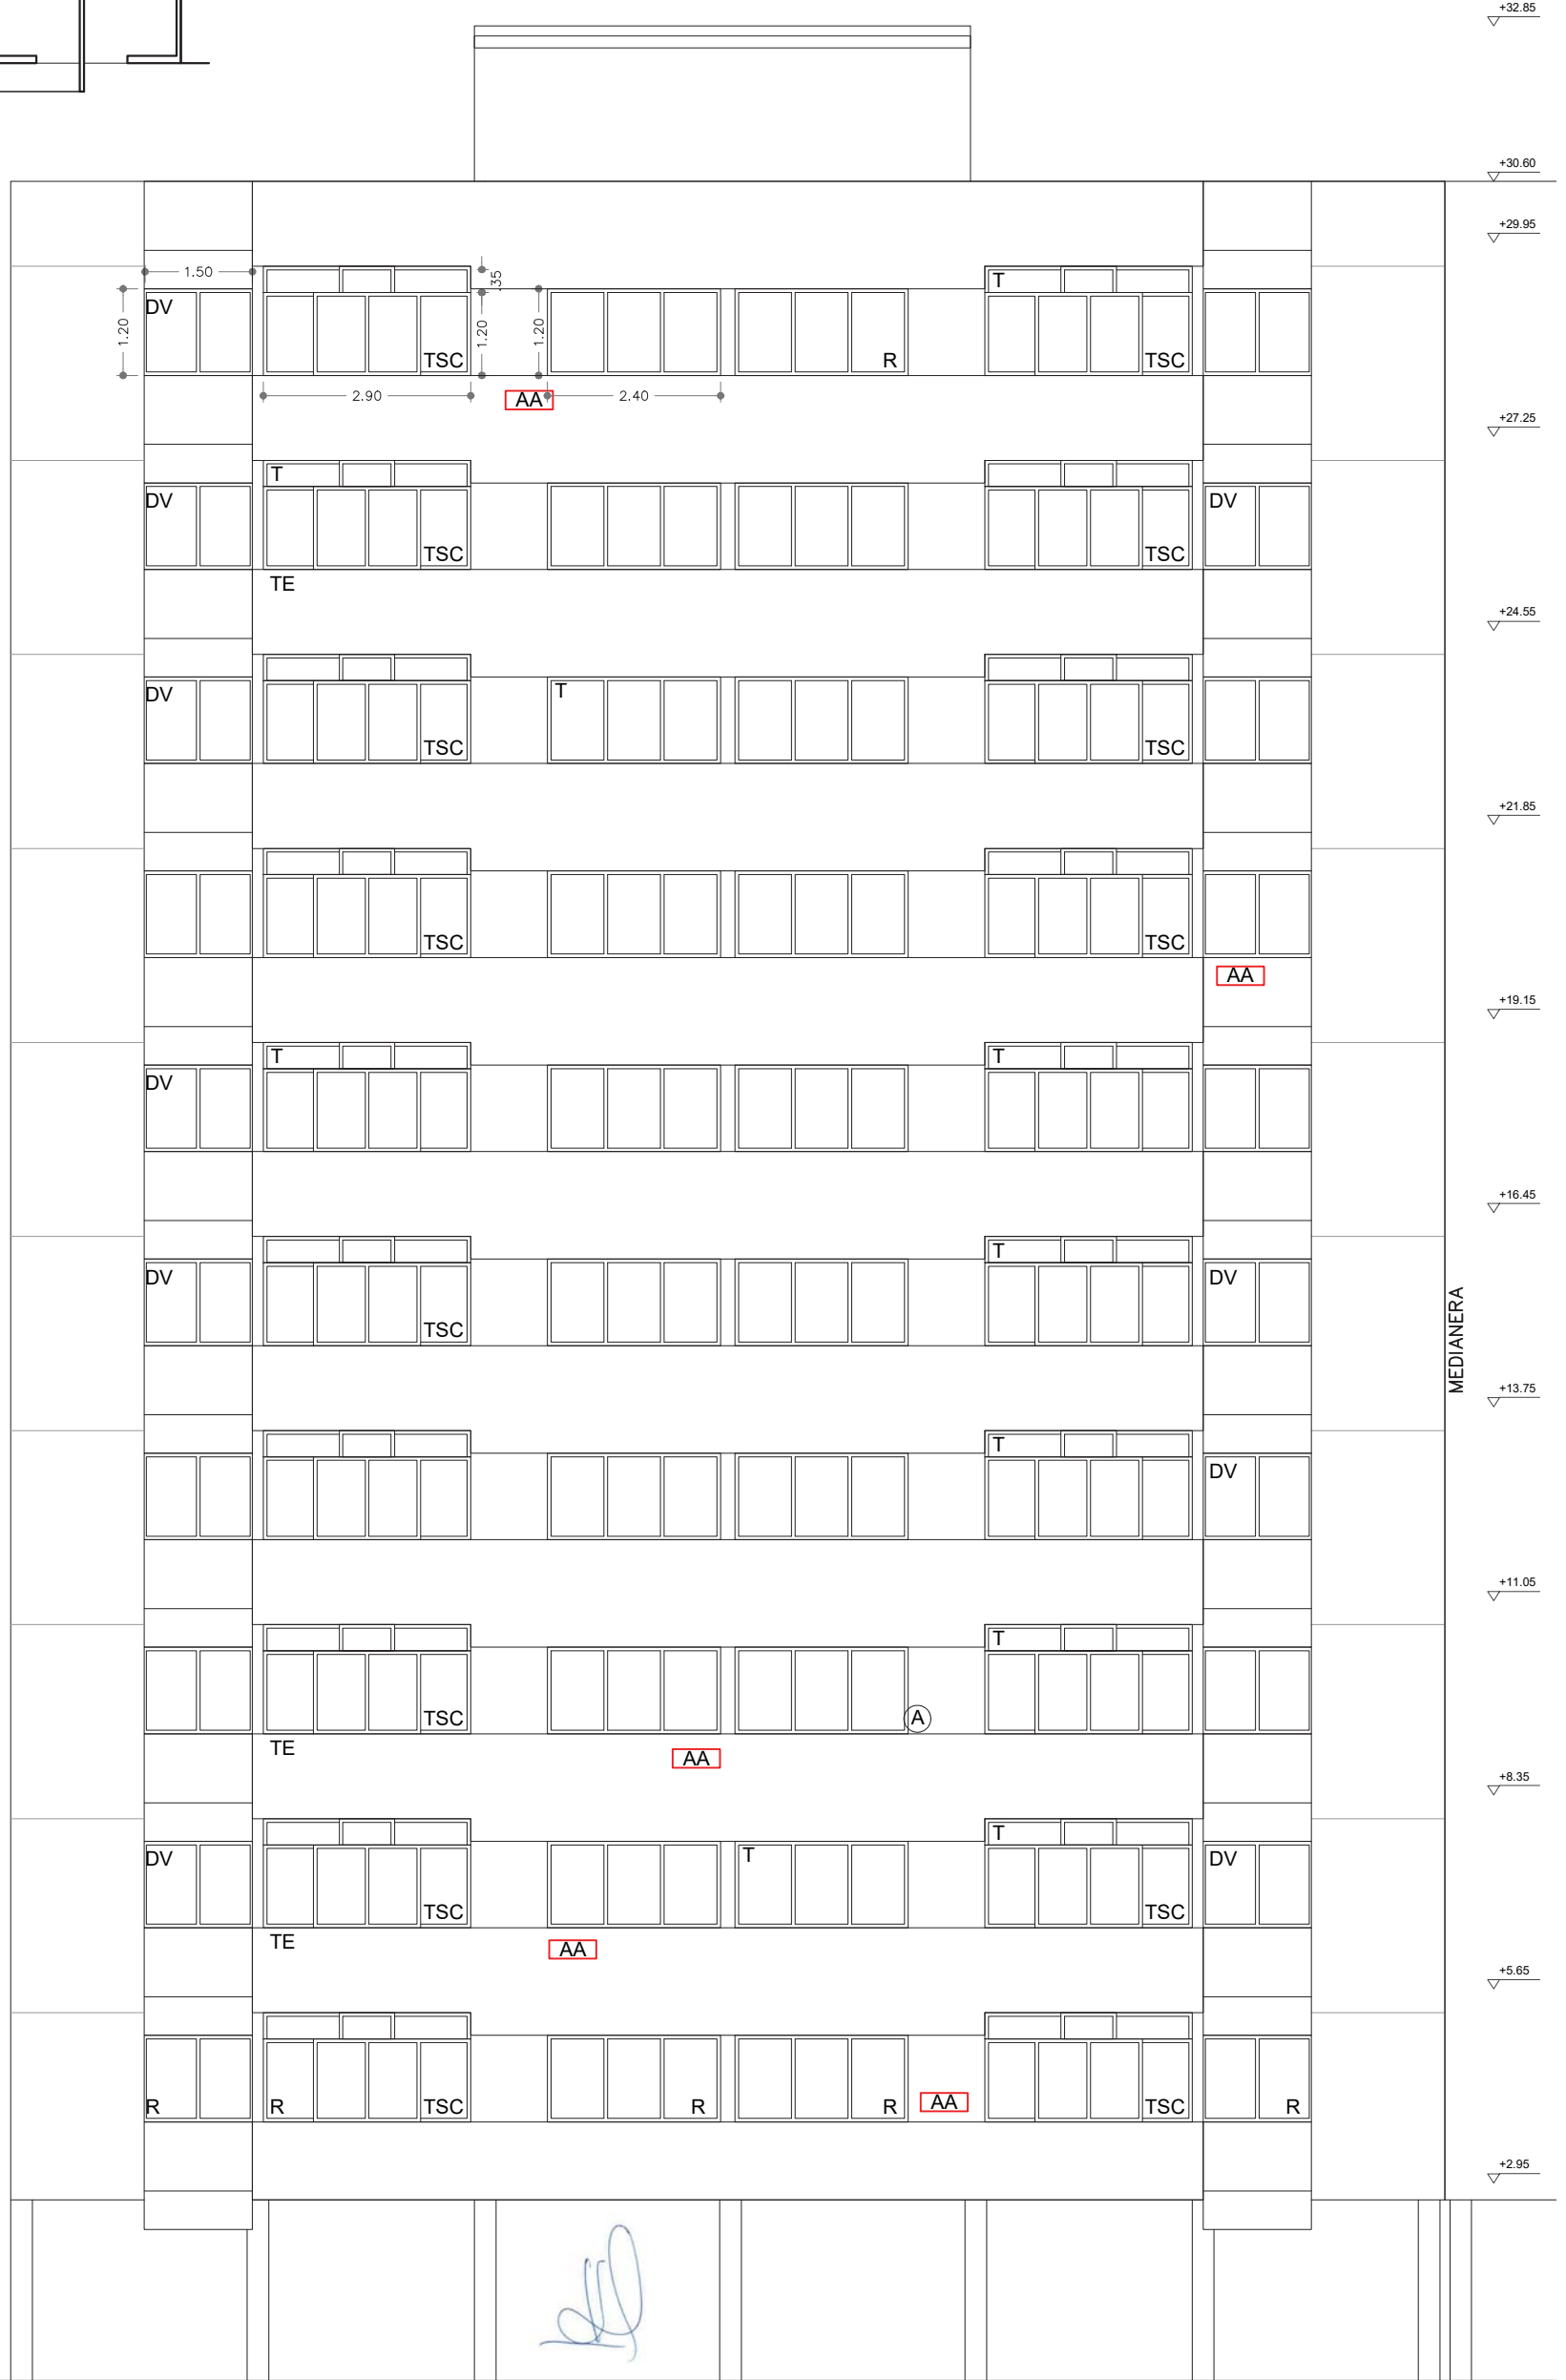 +32.85
+30.60
+29.95
1.50
.35
T
DV
1.20
1.20
1.20
TSC
R
TSC
2.90
AA
2.40
+27.25
T
DV
DV
TSC
TSC
TE
+24.55
DV
T
TSC
TSC
+21.85
TSC
TSC
AA
+19.15
T
T
DV
+16.45
T
DV
DV
TSC
MEDIANERA
+13.75
T
DV
+11.05
T
TSC
A
TE
AA
+8.35
T
DV
T
DV
TSC
TSC
TE
AA
+5.65
R
R
TSC
R
R
AA
TSC
R
+2.95